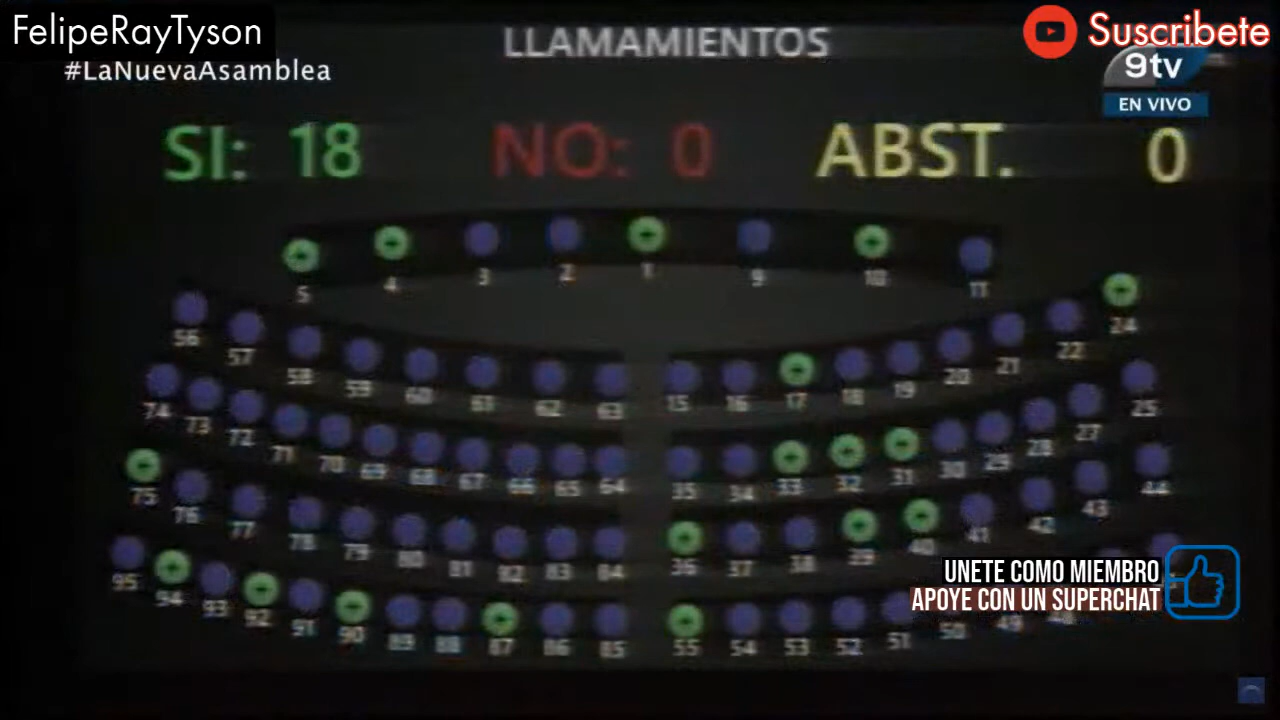 FelipeRayTyson
#LaNuevaAsamblea
LLAMAMIENTOS
Suscribete
9tv
EN VIVO
SI: 18 NO: 0 ABST. 0
5 4 3 2 1 9 10 11
56 57 58 59 60 61 62 63 15 16 17 18 19 20 21 22 24
74 73 72 71 70 69 68 67 66 65 64 35 34 33 32 31 30 29 28 27 25
75 76 77 78 79 80 81 82 83 84 36 37 38 39 40 41 42 43 44
95 94 93 92 91 90 89 88 87 86 85 55 54 53 52 51 50 49 48
UNETE COMO MIEMBRO
APOYE CON UN SUPERCHAT